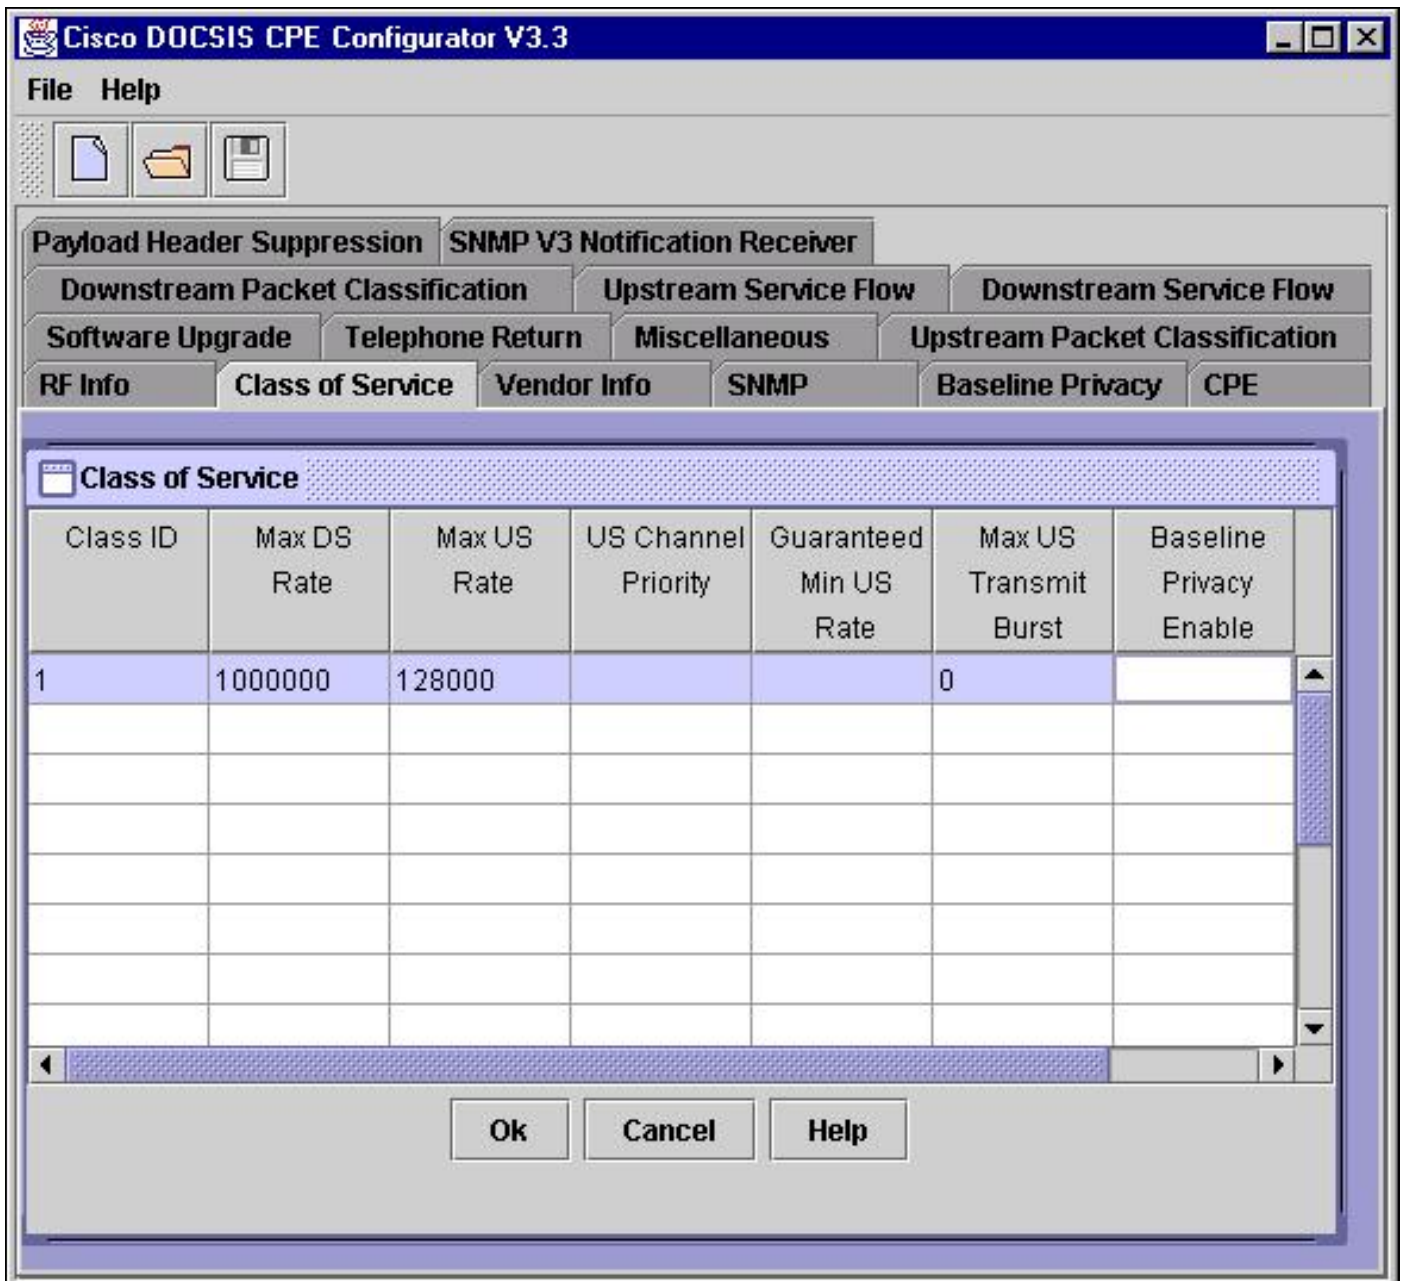 Cisco DOCSIS CPE Configurator V3.3
File Help
Payload Header Suppression SNMP V3 Notification Receiver
Downstream Packet Classification Upstream Service Flow Downstream Service Flow
Software Upgrade Telephone Return Miscellaneous Upstream Packet Classification
RF Info Class of Service Vendor Info SNMP Baseline Privacy CPE
Class of Service
Class ID Max DS Max US US Channel Guaranteed Max US Baseline
Rate Rate Priority Min US Transmit Privacy
Rate Burst Enable
1 1000000 128000 0
Ok Cancel Help